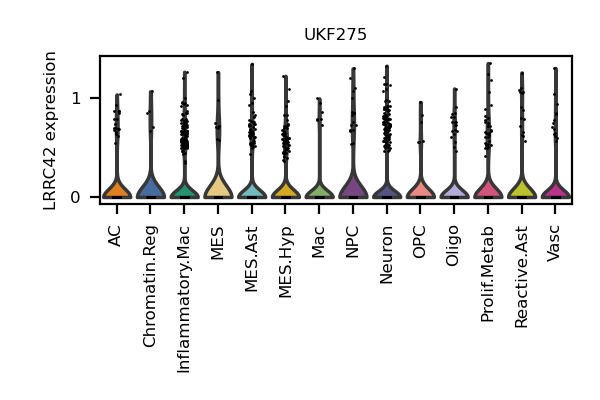 UKF275
LRRC42 expression
1
0
AC
Chromatin.Reg
Inflammatory.Mac
MES
MES.Ast
MES.Hyp
Mac
NPC
Neuron
OPC
Oligo
Prolif.Metab
Reactive.Ast
Vasc